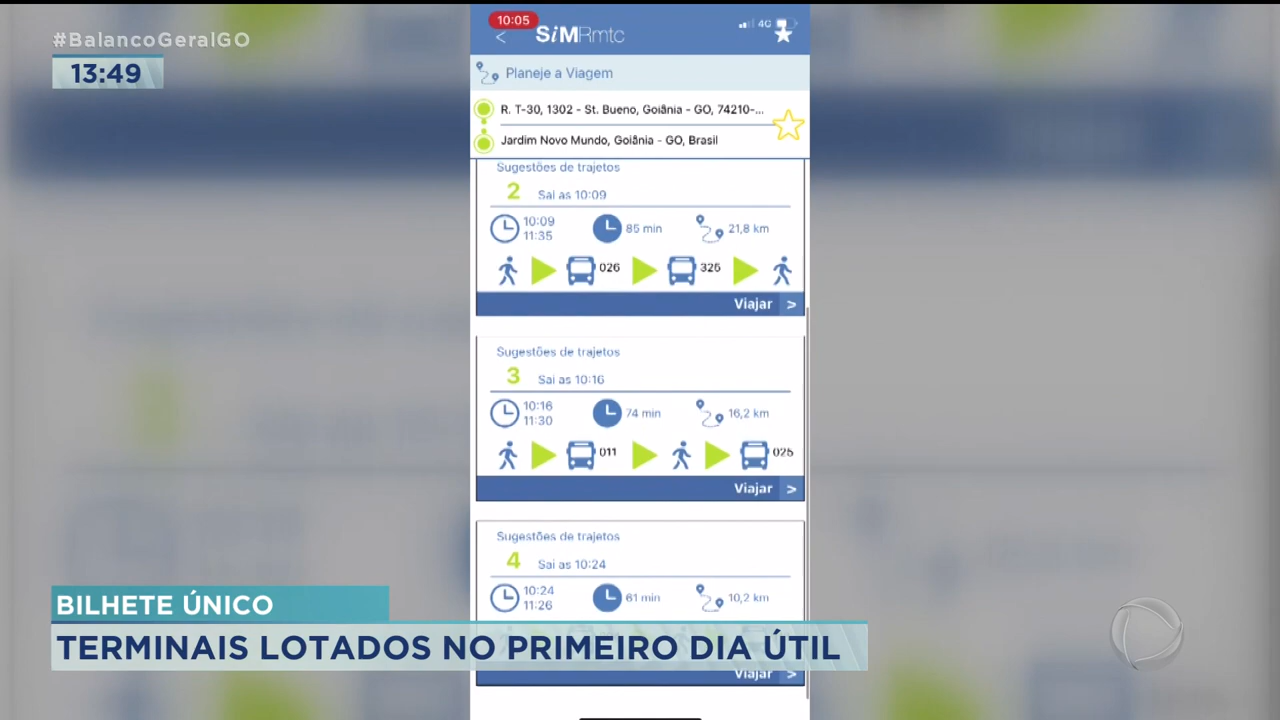 #BalancoGeralGO
13:49
10:05
4G
SiMRmtc
<
Planeje a Viagem
R. T-30, 1302 - St. Bueno, Goiânia - GO, 74210-...
Jardim Novo Mundo, Goiânia - GO, Brasil
Sugestões de trajetos
2 Sai as 10:09
10:09
11:35
85 min
21,8 km
026
326
Viajar >
Sugestões de trajetos
3 Sai as 10:16
10:16
11:30
74 min
16,2 km
011
025
Viajar >
Sugestões de trajetos
4 Sai as 10:24
10:24
11:26
61 min
10,2 km
Viajar >
BILHETE ÚNICO
TERMINAIS LOTADOS NO PRIMEIRO DIA ÚTIL